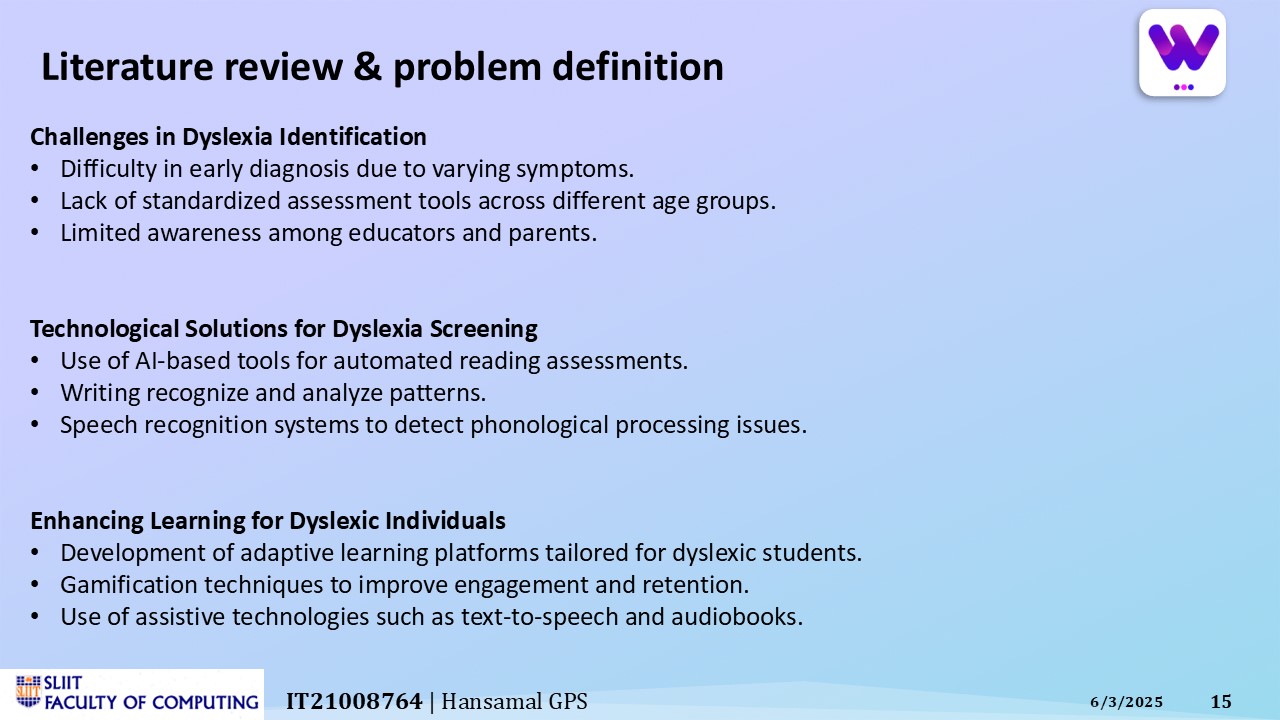 Literature review & problem definition
Challenges in Dyslexia Identification
• Difficulty in early diagnosis due to varying symptoms.
• Lack of standardized assessment tools across different age groups.
• Limited awareness among educators and parents.
Technological Solutions for Dyslexia Screening
• Use of AI-based tools for automated reading assessments.
• Writing recognize and analyze patterns.
• Speech recognition systems to detect phonological processing issues.
Enhancing Learning for Dyslexic Individuals
• Development of adaptive learning platforms tailored for dyslexic students.
• Gamification techniques to improve engagement and retention.
• Use of assistive technologies such as text-to-speech and audiobooks.
SLIIT
FACULTY OF COMPUTING
IT21008764 | Hansamal GPS
6/3/2025
15